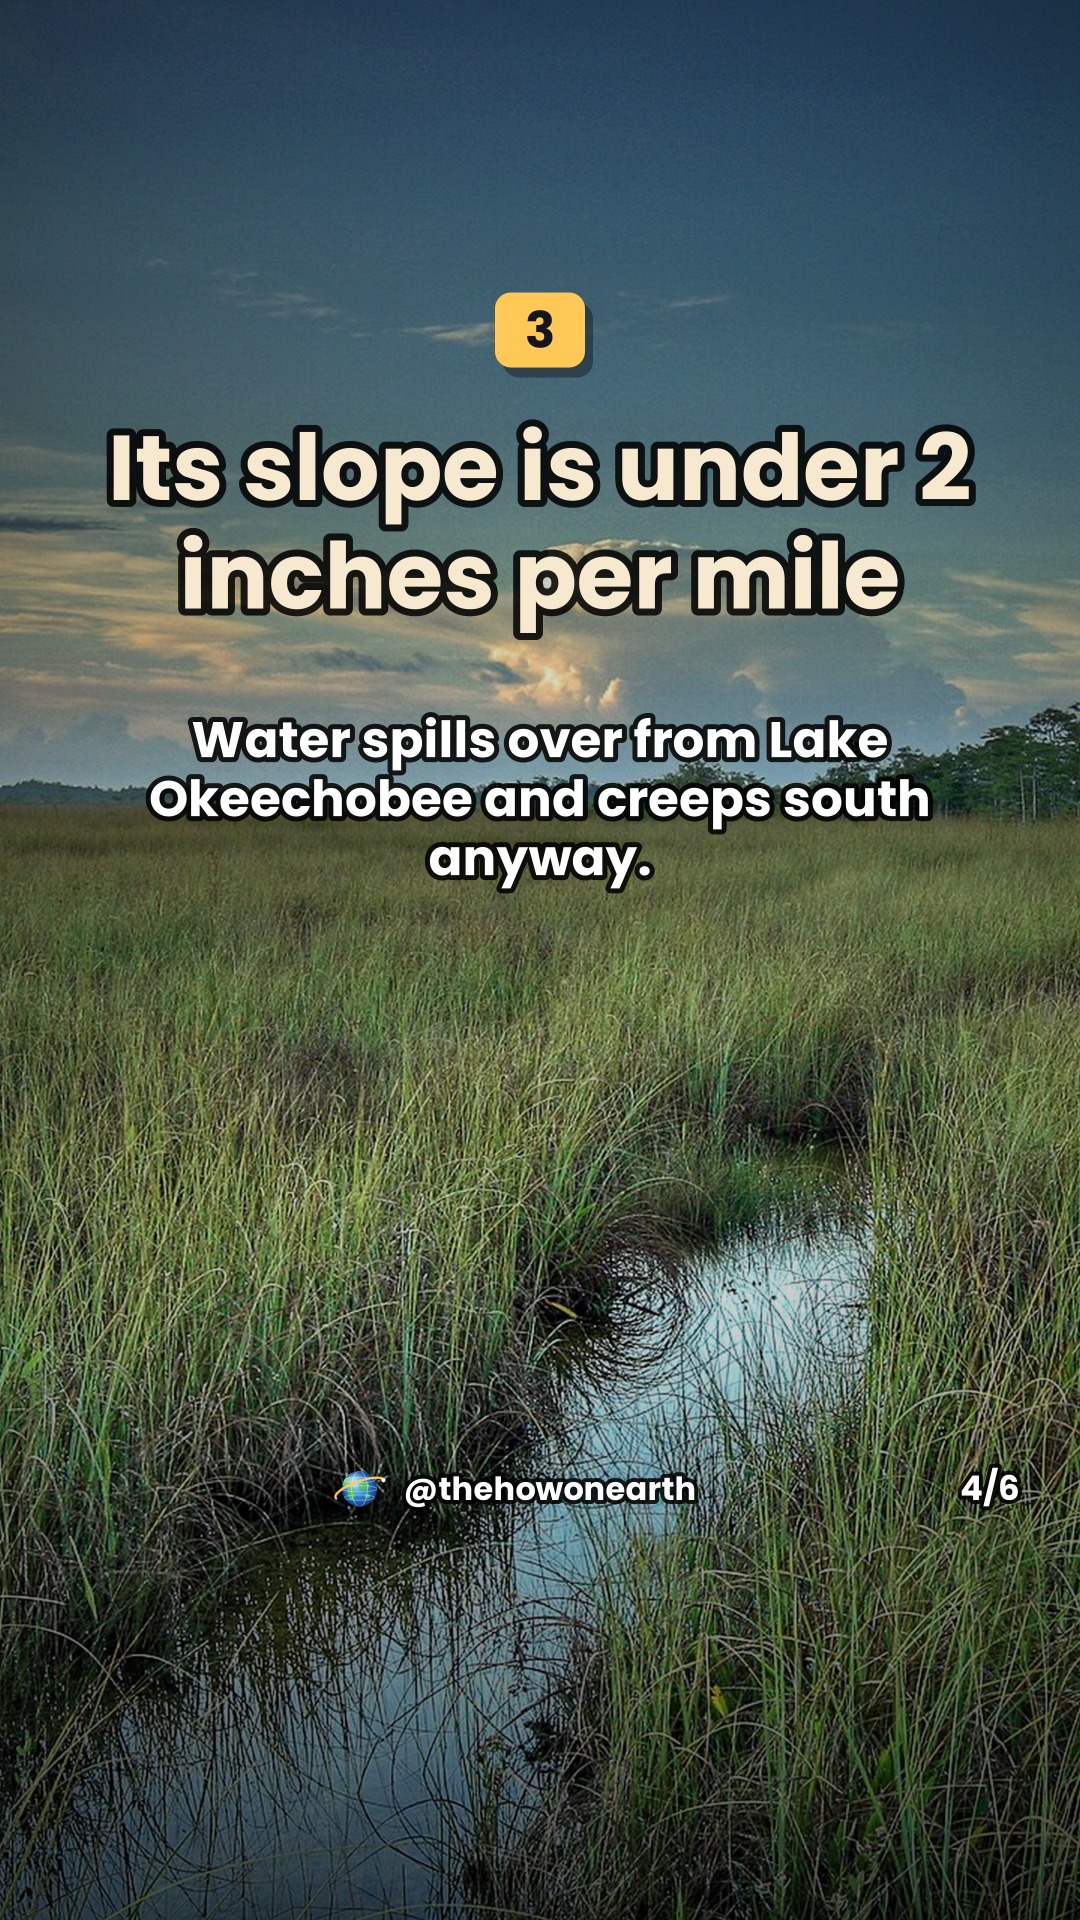 3
Its slope is under 2
inches per mile
Water spills over from Lake
Okeechobee and creeps south
anyway.
@thehowonearth
4/6